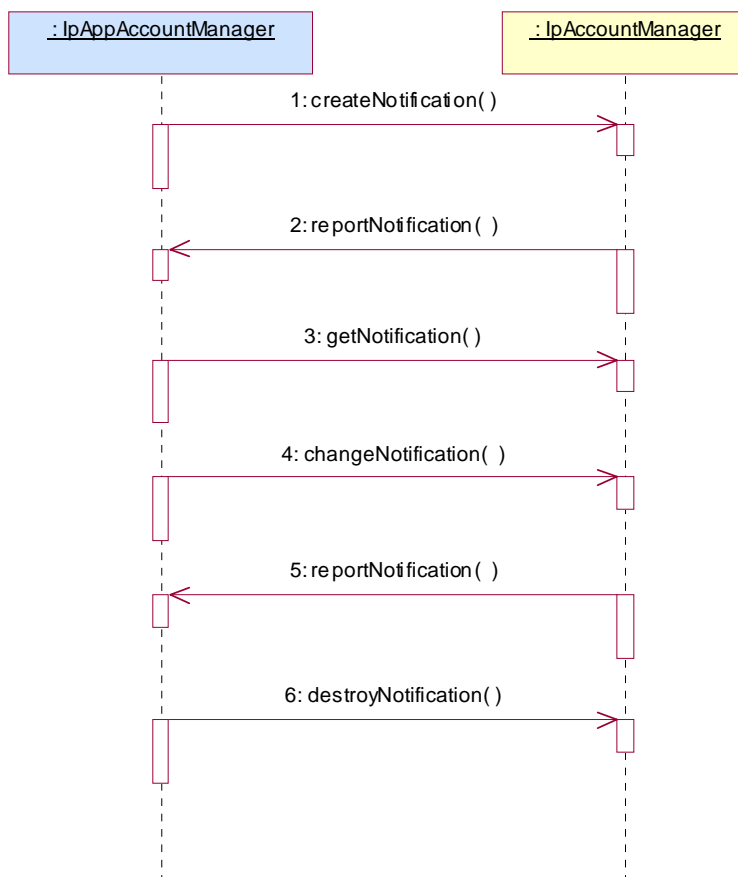 : IpAppAccountManager
: IpAccountManager
1: createNotification( )
2: reportNotification( )
3: getNotification( )
4: changeNotification( )
5: reportNotification( )
6: destroyNotification( )